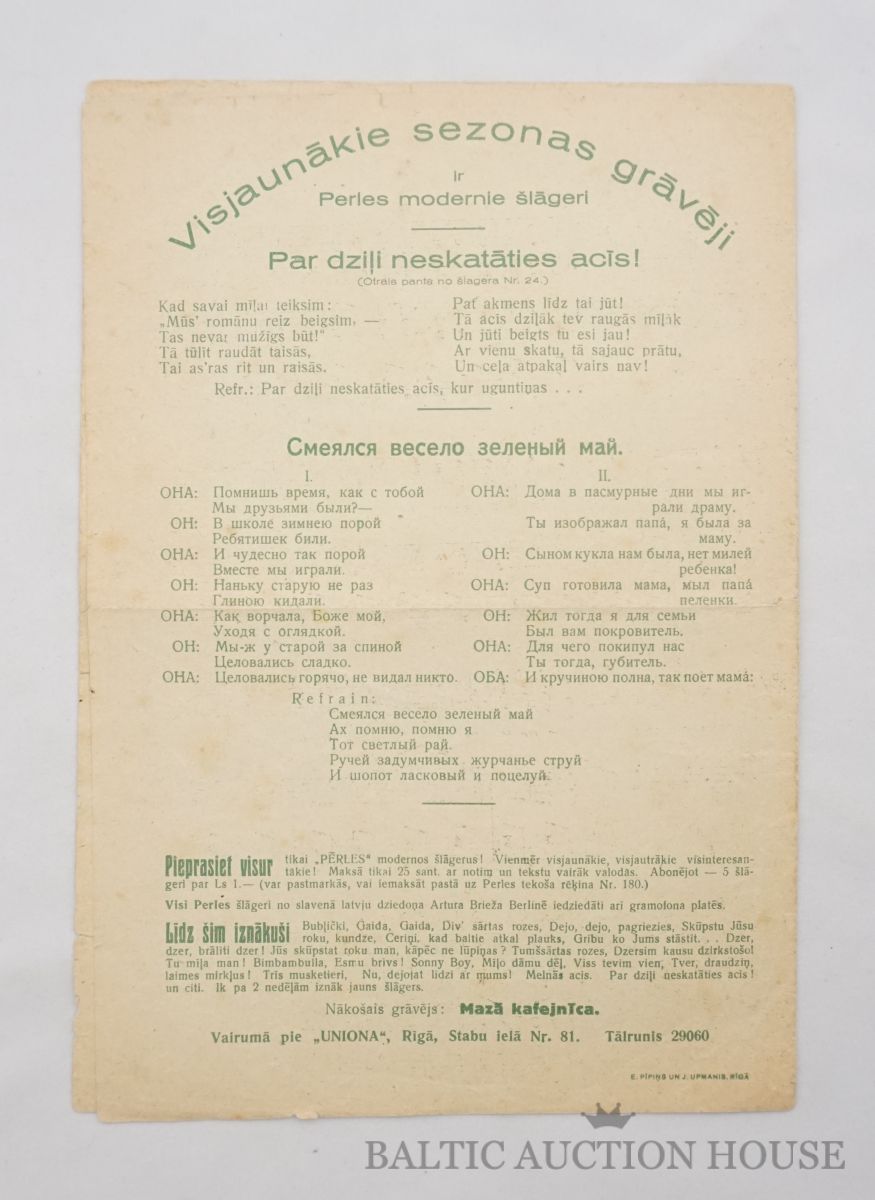 Visjaunākie sezonas grāvēji
ir
Perles modernie šlāgeri
Par dziļi neskatāties acīs!
(Otrais pants no šlagera Nr. 24.)
Kad savai mīļai teiksim:
„Mūs' romānu reiz beigsim, —
Tas nevar mužīgs būt!"
Tā tūlīt raudāt taisās,
Tai as'ras rit un raisās.
Pat akmens līdz tai jūt!
Tā acīs dziļāk tev raugās mīļāk
Un jūti beigts tu esi jau!
Ar vienu skatu, tā sajauc prātu,
Un ceļa atpakaļ vairs nav!
Refr.: Par dziļi neskatāties acīs, kur uguntiņas . . .
Смеялся весело зеленый май.
I.
ОНА: Помнишь время, как с тобой
Мы друзьями были?—
ОН: В школе зимнею порой
Ребятишек били.
ОНА: И чудесно так порой
Вместе мы играли.
ОН: Наньку старую не раз
Глиною кидали.
ОНА: Как ворчала, Боже мой,
Уходя с оглядкой.
ОН: Мы-ж у старой за спиной
Целовались сладко.
ОНА: Целовались горячо, не видал никто.
II.
ОНА: Дома в пасмурные дни мы иг-
рали драму.
Ты изображал папá, я была за
маму.
ОН: Сыном кукла нам была, нет милей
ребенка!
ОНА: Суп готовила мама, мыл папá
пеленки.
ОН: Жил тогда я для семьи
Был вам покровитель.
ОНА: Для чего покипул нас
Ты тогда, губитель.
ОБА: И кручиною полна, так поет мамá:
Refrain:
Смеялся весело зеленый май
Ах помню, помню я
Тот светлый рай.
Ручей задумчивых журчанье струй
И шопот ласковый и поцелуй.
Pieprasiet visur tikai „PĒRLES" modernos šlāgerus! Vienmēr visjaunākie, visjautrākie visinteresan-
tākie! Maksā tikai 25 sant. ar notim un tekstu vairāk valodās. Abonējot — 5 šlā-
geri par Ls 1.— (var pastmarkās, vai iemaksāt pastā uz Perles tekoša rēķina Nr. 180.)
Visi Perles šlāgeri no slavenā latvju dziedoņa Artura Brieža Berlinē iedziedāti ari gramofona platēs.
Līdz šim iznākuši Bubļički, Gaida, Gaida, Div' sārtas rozes, Dejo, dejo, pagriezies, Skūpstu Jūsu
roku, kundze, Ceriņi, kad baltie atkal plauks, Gribu ko Jums stāstīt. . . Dzer,
dzer, brālīti dzer! Jūs skūpstat roku man, kāpēc ne lūpiņas? Tumšsārtas rozes, Dzersim kausu dzirkstošo!
Tu mīļa man! Bimbambulla, Esmu brivs! Sonny Boy, Miļo dāmu dēļ, Viss tevim vien, Tver, draudziņ,
laimes mirkļus! Trīs musketieri, Nu, dejojat līdzi ar mums! Melnās acis. Par dziļi neskatāties acis!
un citi. Ik pa 2 nedēļām iznāk jauns šlāgers.
Nākošais grāvējs: Mazā kafejnīca.
Vairumā pie „UNIONA", Rīgā, Stabu ielā Nr. 81. Tālrunis 29060
E. PĪPIŅŠ UN J. UPMANIS, RĪGĀ
BALTIC AUCTION HOUSE